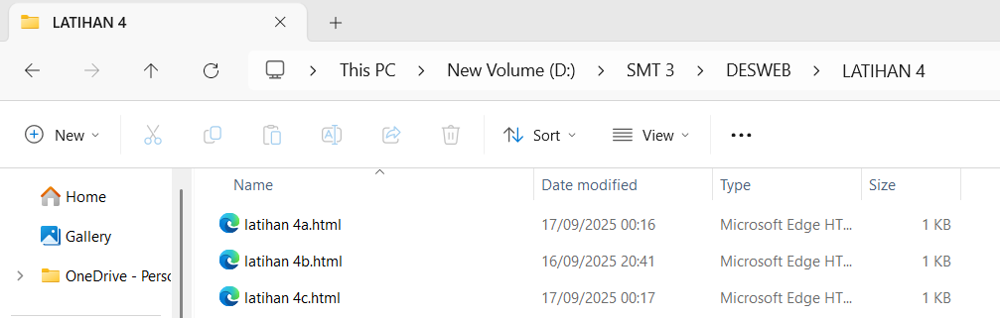 LATIHAN 4
This PC > New Volume (D:) > SMT 3 > DESWEB > LATIHAN 4
New Sort View
Name Date modified Type Size
Home
Gallery
OneDrive - Perso
latihan 4a.html 17/09/2025 00:16 Microsoft Edge HT... 1 KB
latihan 4b.html 16/09/2025 20:41 Microsoft Edge HT... 1 KB
latihan 4c.html 17/09/2025 00:17 Microsoft Edge HT... 1 KB